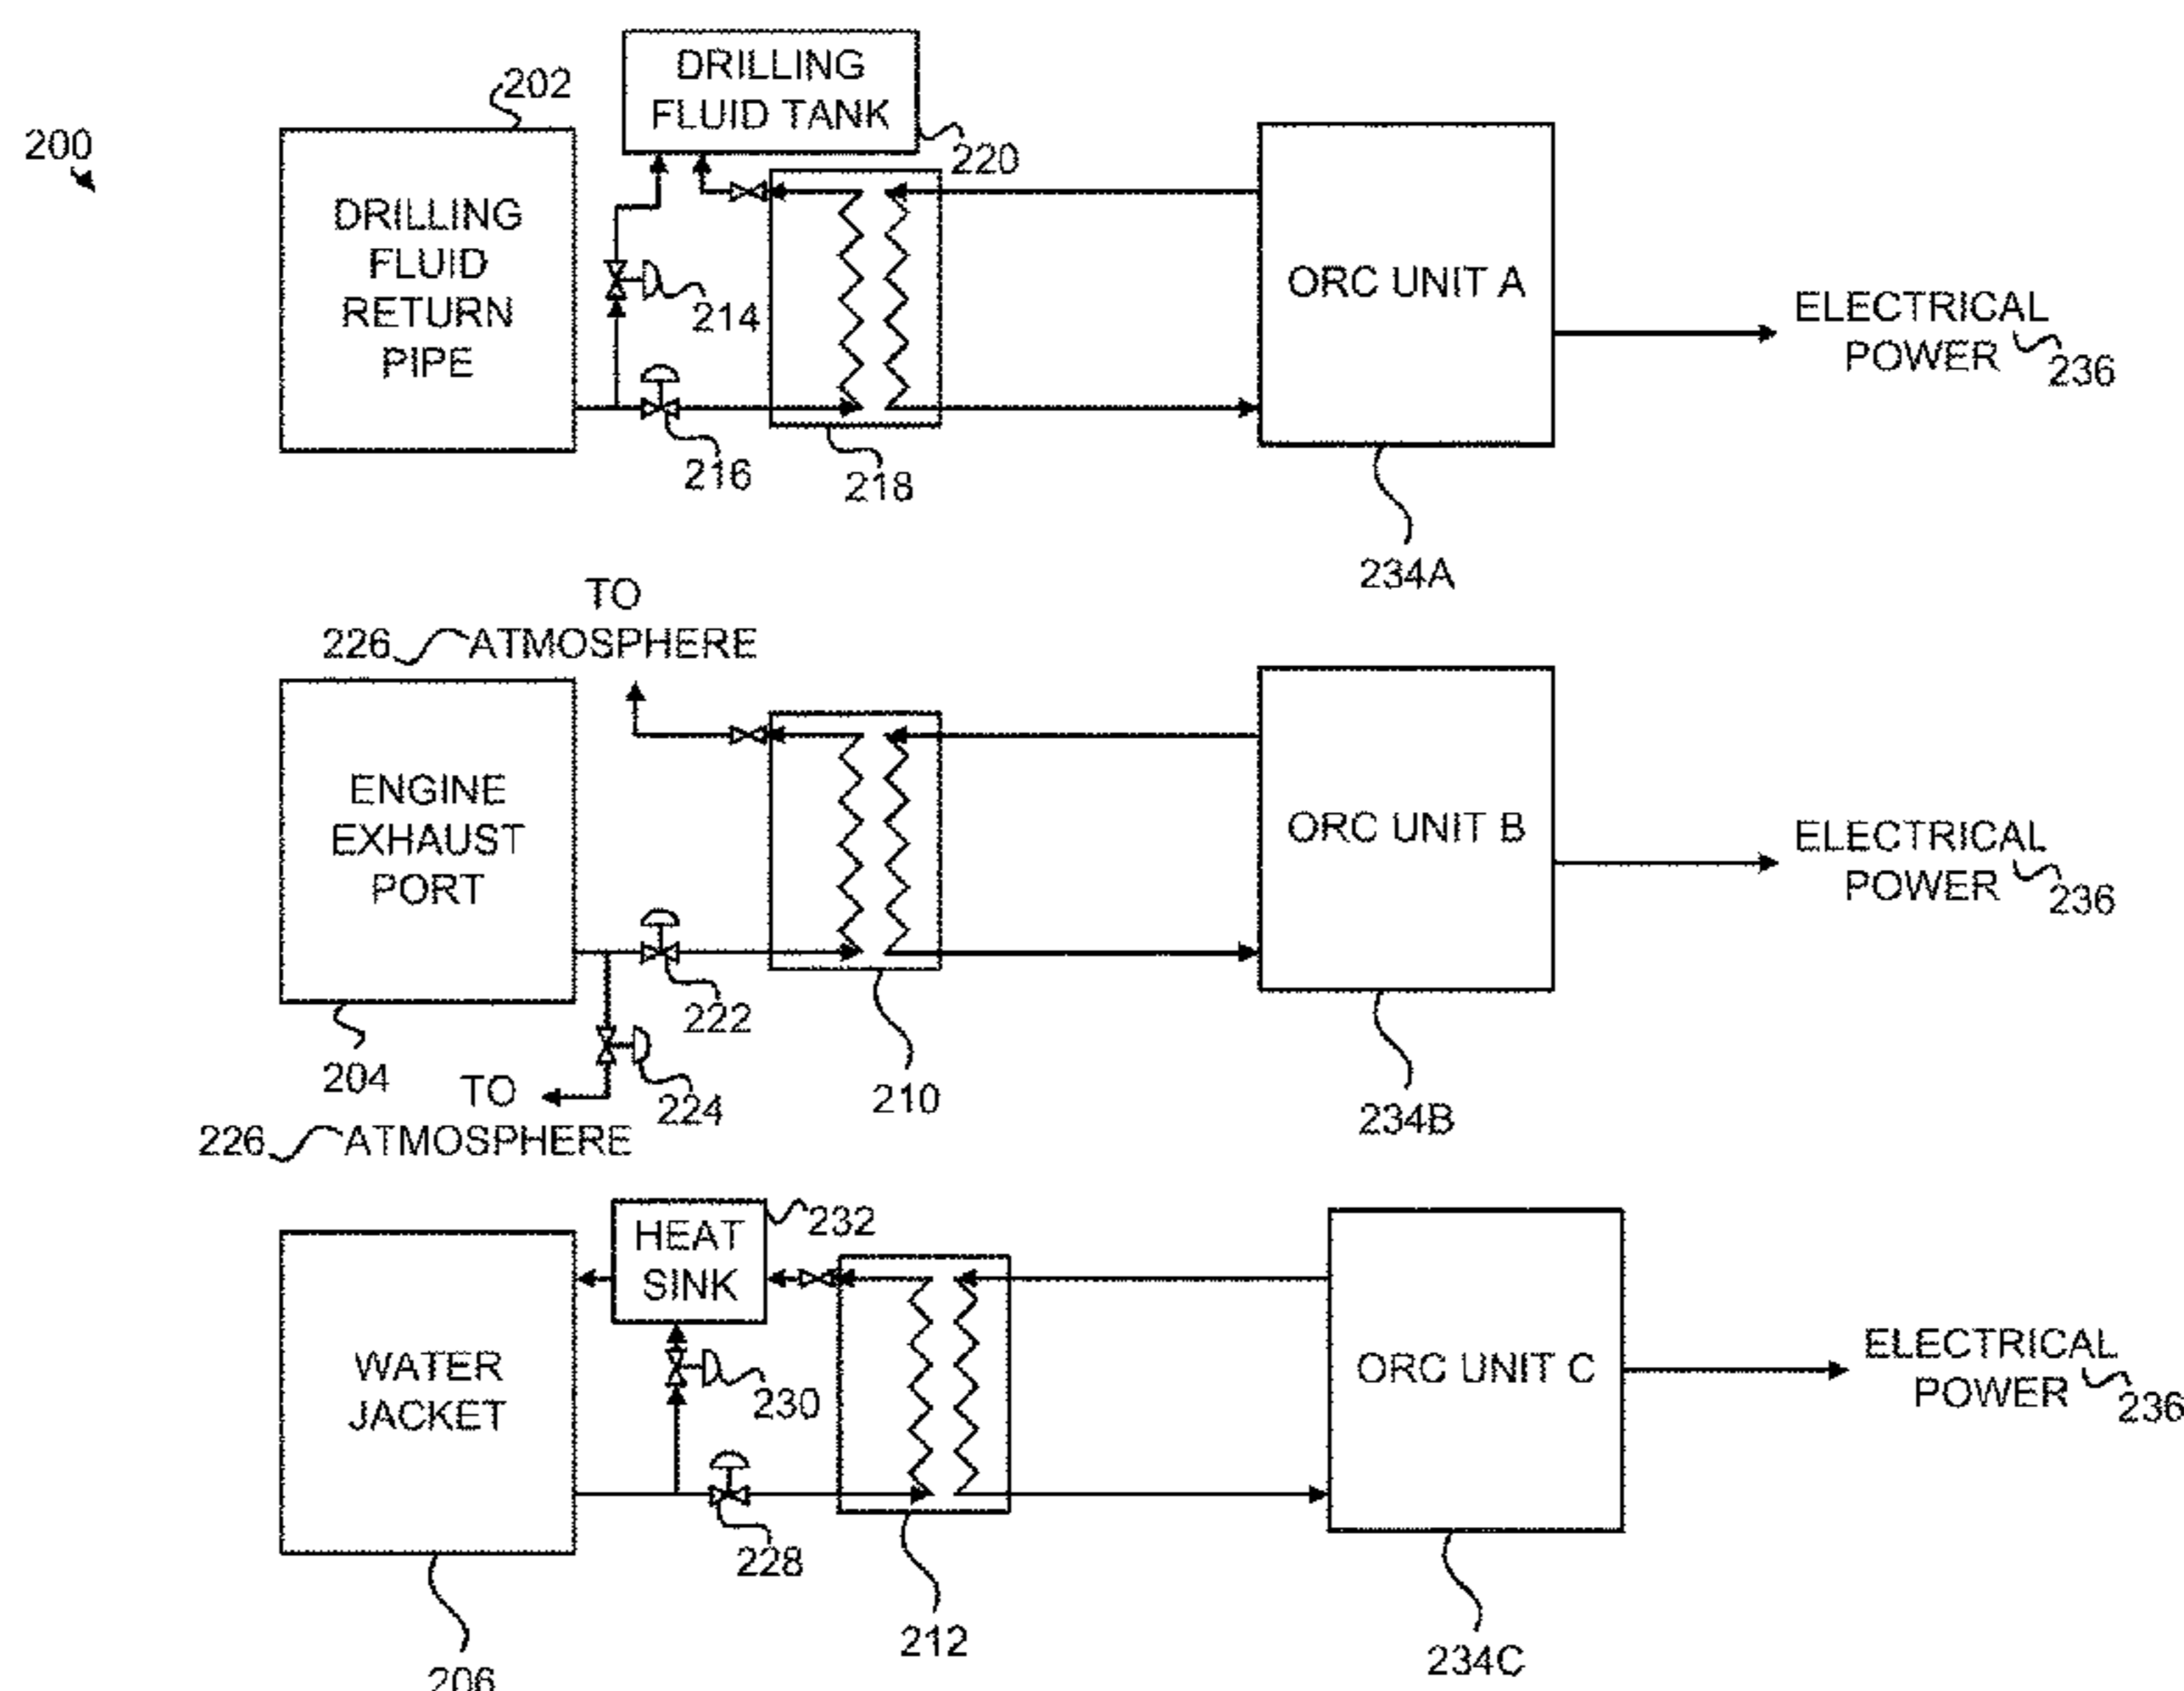 200
202
DRILLING
FLUID TANK
220
DRILLING
FLUID
RETURN
PIPE
214
216
218
ORC UNIT A
234A
ELECTRICAL
POWER 236
TO
226 ATMOSPHERE
ENGINE
EXHAUST
PORT
204
222
224
TO
226 ATMOSPHERE
210
ORC UNIT B
234B
ELECTRICAL
POWER 236
HEAT
SINK
232
WATER
JACKET
206
230
228
212
ORC UNIT C
234C
ELECTRICAL
POWER 236